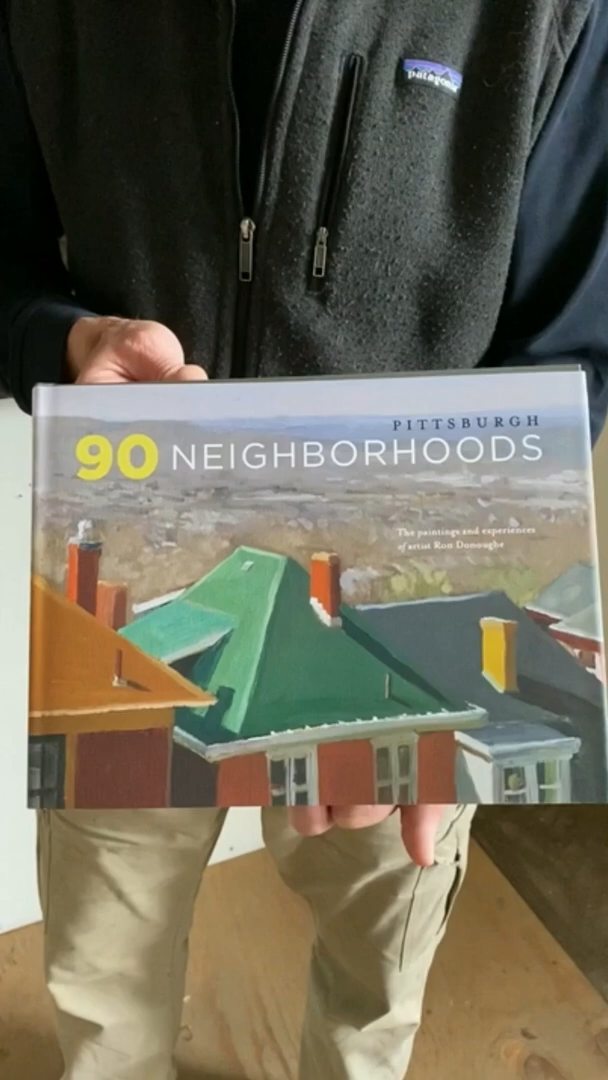 patagonia
PITTSBURGH
90 NEIGHBORHOODS
The paintings and experiences
of artist Ron Donoughe